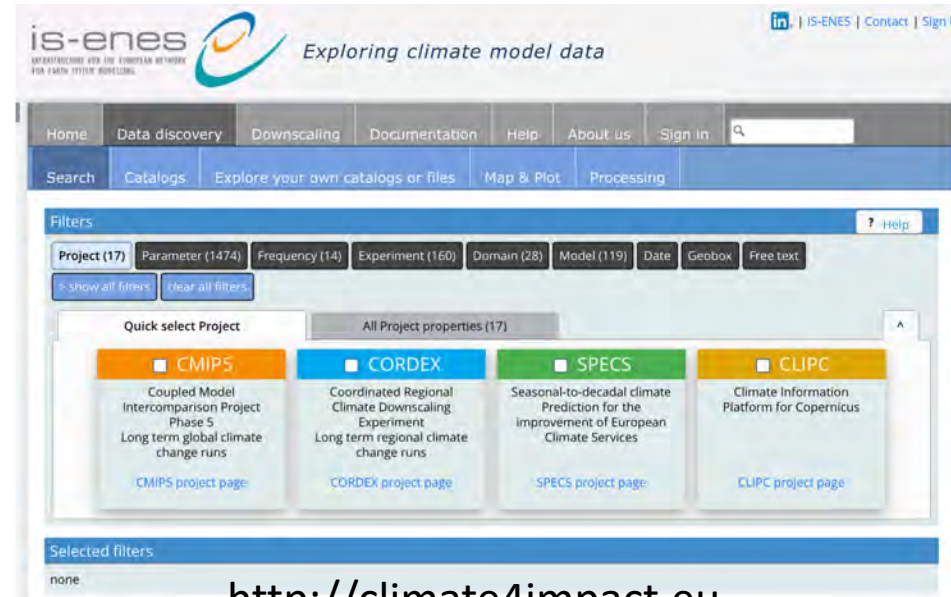 in. | IS-ENES | Contact | Sign
is-enes
INFRASTRUCTURE FOR THE EUROPEAN NETWORK
FOR EARTH SYSTEM MODELLING
Exploring climate model data
Home Data discovery Downscaling Documentation Help About us Sign in
Search Catalogs Explore your own catalogs or files Map & Plot Processing
Filters ? Help
Project (17) Parameter (1474) Frequency (14) Experiment (160) Domain (28) Model (119) Date Geobox Free text
> show all filters clear all filters
Quick select Project All Project properties (17) ^
CMIP5 CORDEX SPECS CLIPC
Coupled Model Coordinated Regional Seasonal-to-decadal climate Climate Information
Intercomparison Project Climate Downscaling Prediction for the Platform for Copernicus
Phase 5 Experiment improvement of European
Long term global climate Long term regional climate Climate Services
change runs change runs
CMIP5 project page CORDEX project page SPECS project page CLIPC project page
Selected filters
none
http://climate4impact.eu